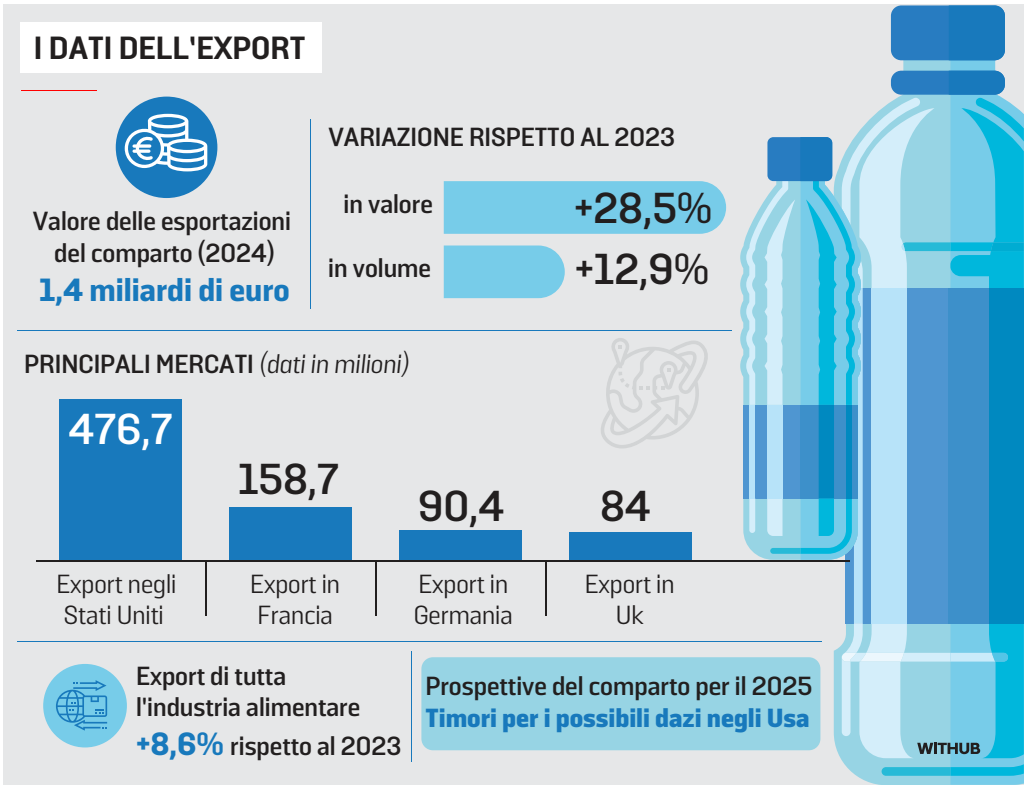 I DATI DELL'EXPORT
€
Valore delle esportazioni
del comparto (2024)
1,4 miliardi di euro
VARIAZIONE RISPETTO AL 2023
in valore
+28,5%
in volume
+12,9%
PRINCIPALI MERCATI (dati in milioni)
476,7
158,7
90,4
84
Export negli
Stati Uniti
Export in
Francia
Export in
Germania
Export in
Uk
Export di tutta
l'industria alimentare
+8,6% rispetto al 2023
Prospettive del comparto per il 2025
Timori per i possibili dazi negli Usa
WITHUB